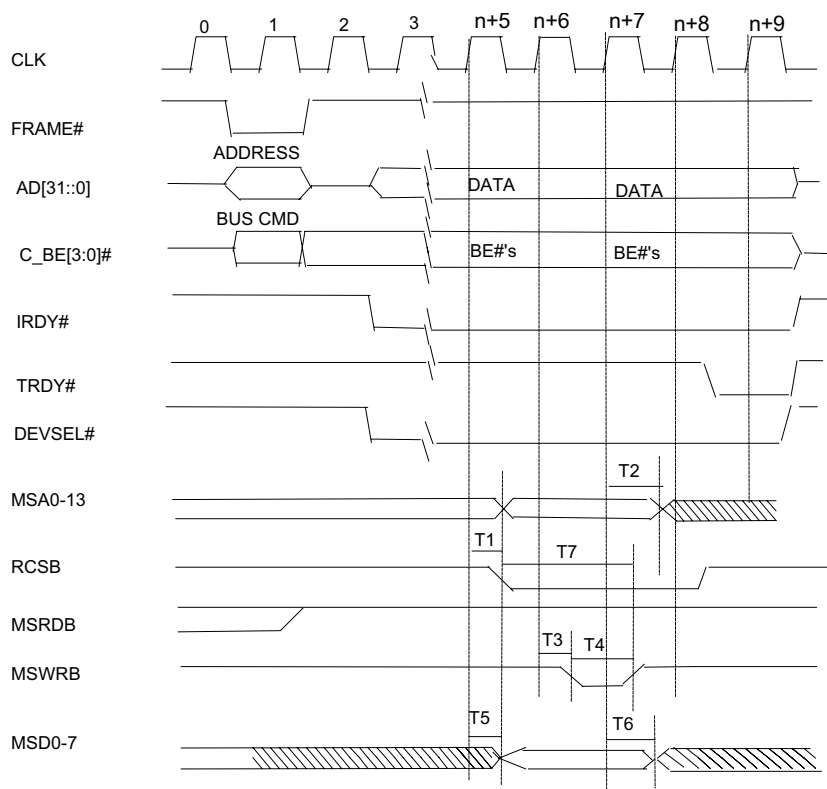 0 1 2 3 n+5 n+6 n+7 n+8 n+9
CLK
FRAME#
ADDRESS
AD[31::0] DATA DATA
BUS CMD
C_BE[3:0]# BE#'s BE#'s
IRDY#
TRDY#
DEVSEL#
T2
MSA0-13
T1 T7
RCSB
MSRDB
T3 T4
MSWRB
T5 T6
MSD0-7